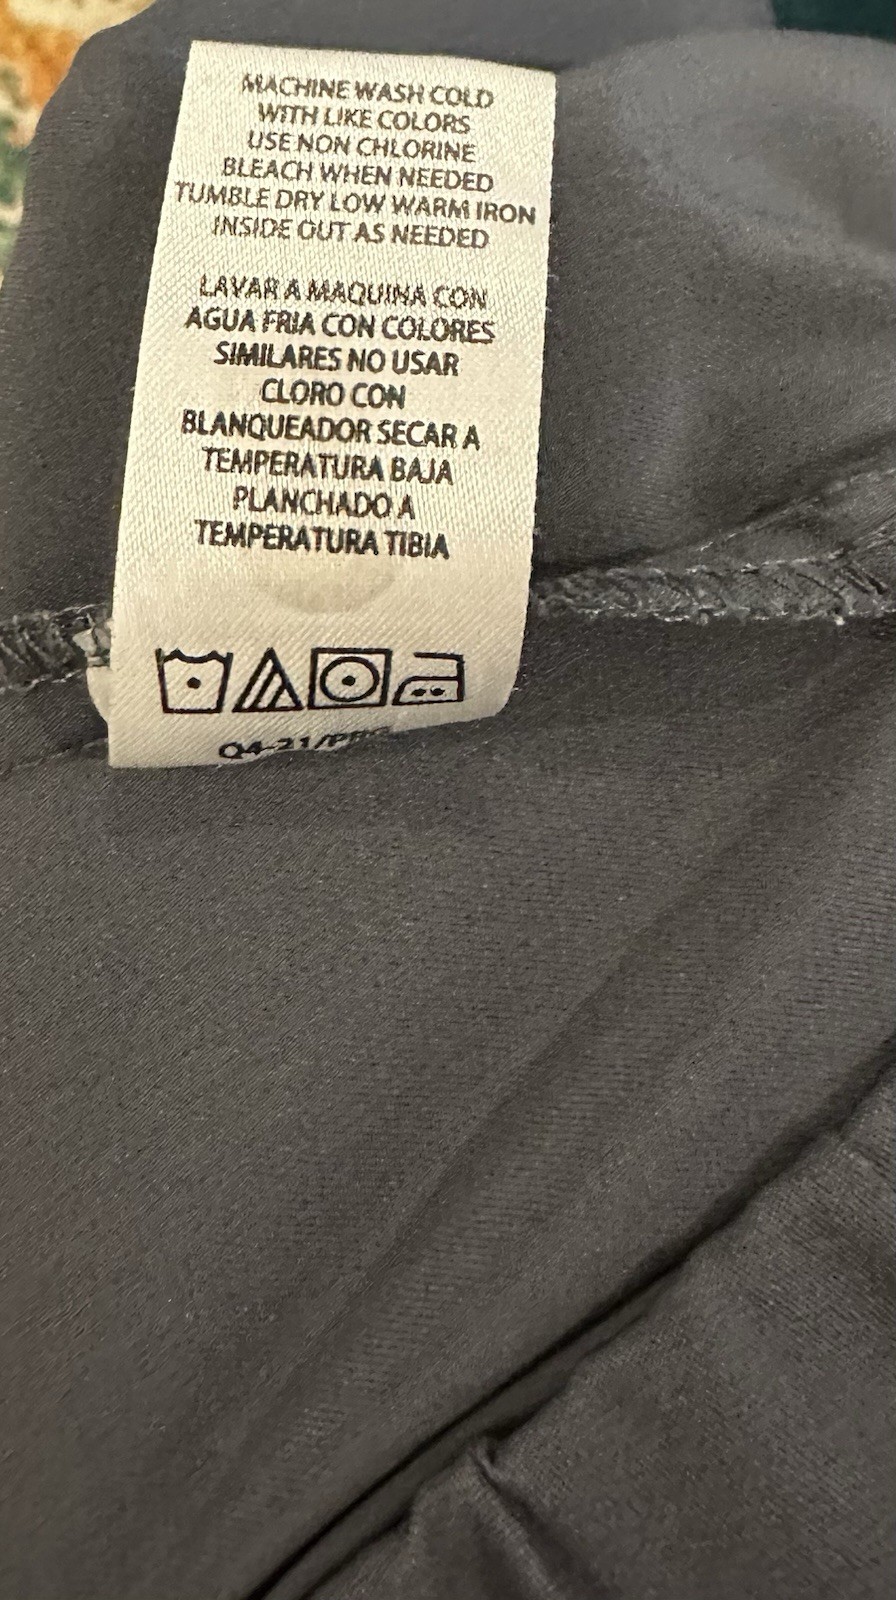 MACHINE WASH COLD
WITH LIKE COLORS
USE NON CHLORINE
BLEACH WHEN NEEDED
TUMBLE DRY LOW WARM IRON
INSIDE OUT AS NEEDED
LAVAR A MAQUINA CON
AGUA FRIA CON COLORES
SIMILARES NO USAR
CLORO CON
BLANQUEADOR SECAR A
TEMPERATURA BAJA
PLANCHADO A
TEMPERATURA TIBIA
Q4-21